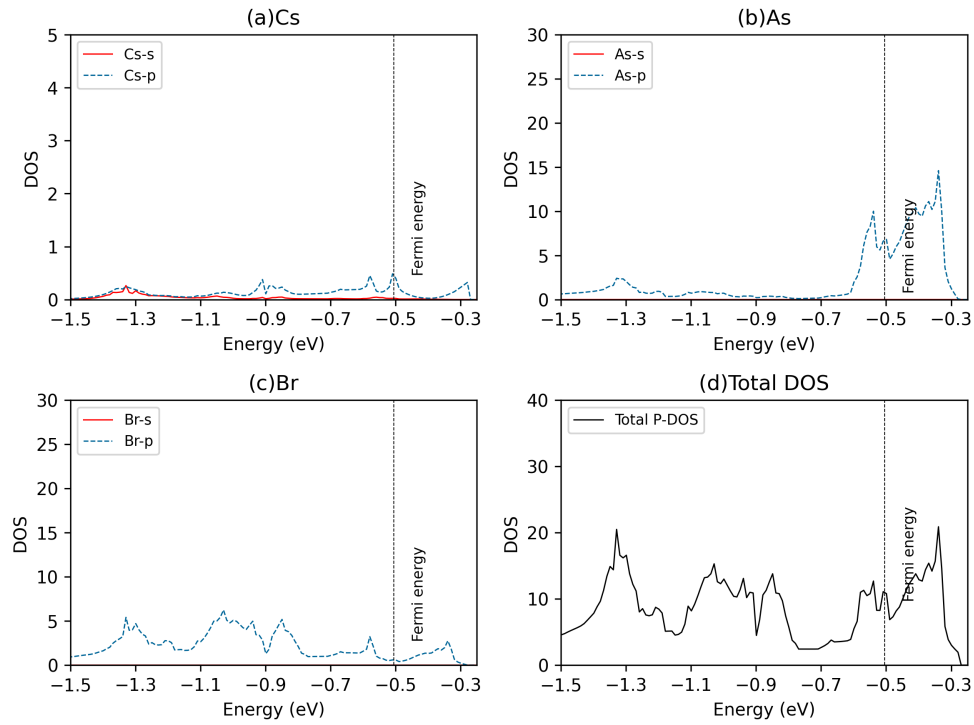 (a)Cs
DOS
5
4
3
2
1
0
Cs-s
Cs-p
Fermi energy
−1.5 −1.3 −1.1 −0.9 −0.7 −0.5 −0.3
Energy (eV)
(b)As
DOS
30
25
20
15
10
5
0
As-s
As-p
Fermi energy
−1.5 −1.3 −1.1 −0.9 −0.7 −0.5 −0.3
Energy (eV)
(c)Br
DOS
30
25
20
15
10
5
0
Br-s
Br-p
Fermi energy
−1.5 −1.3 −1.1 −0.9 −0.7 −0.5 −0.3
Energy (eV)
(d)Total DOS
DOS
40
30
20
10
0
Total P-DOS
Fermi energy
−1.5 −1.3 −1.1 −0.9 −0.7 −0.5 −0.3
Energy (eV)